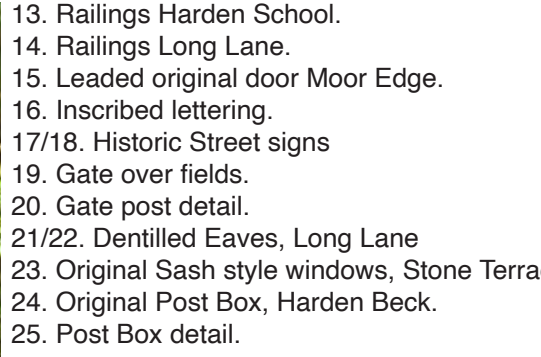 13. Railings Harden School.
14. Railings Long Lane.
15. Leaded original door Moor Edge.
16. Inscribed lettering.
17/18. Historic Street signs
19. Gate over fields.
20. Gate post detail.
21/22. Dentilled Eaves, Long Lane
23. Original Sash style windows, Stone
24. Original Post Box, Harden Beck.
25. Post Box detail.